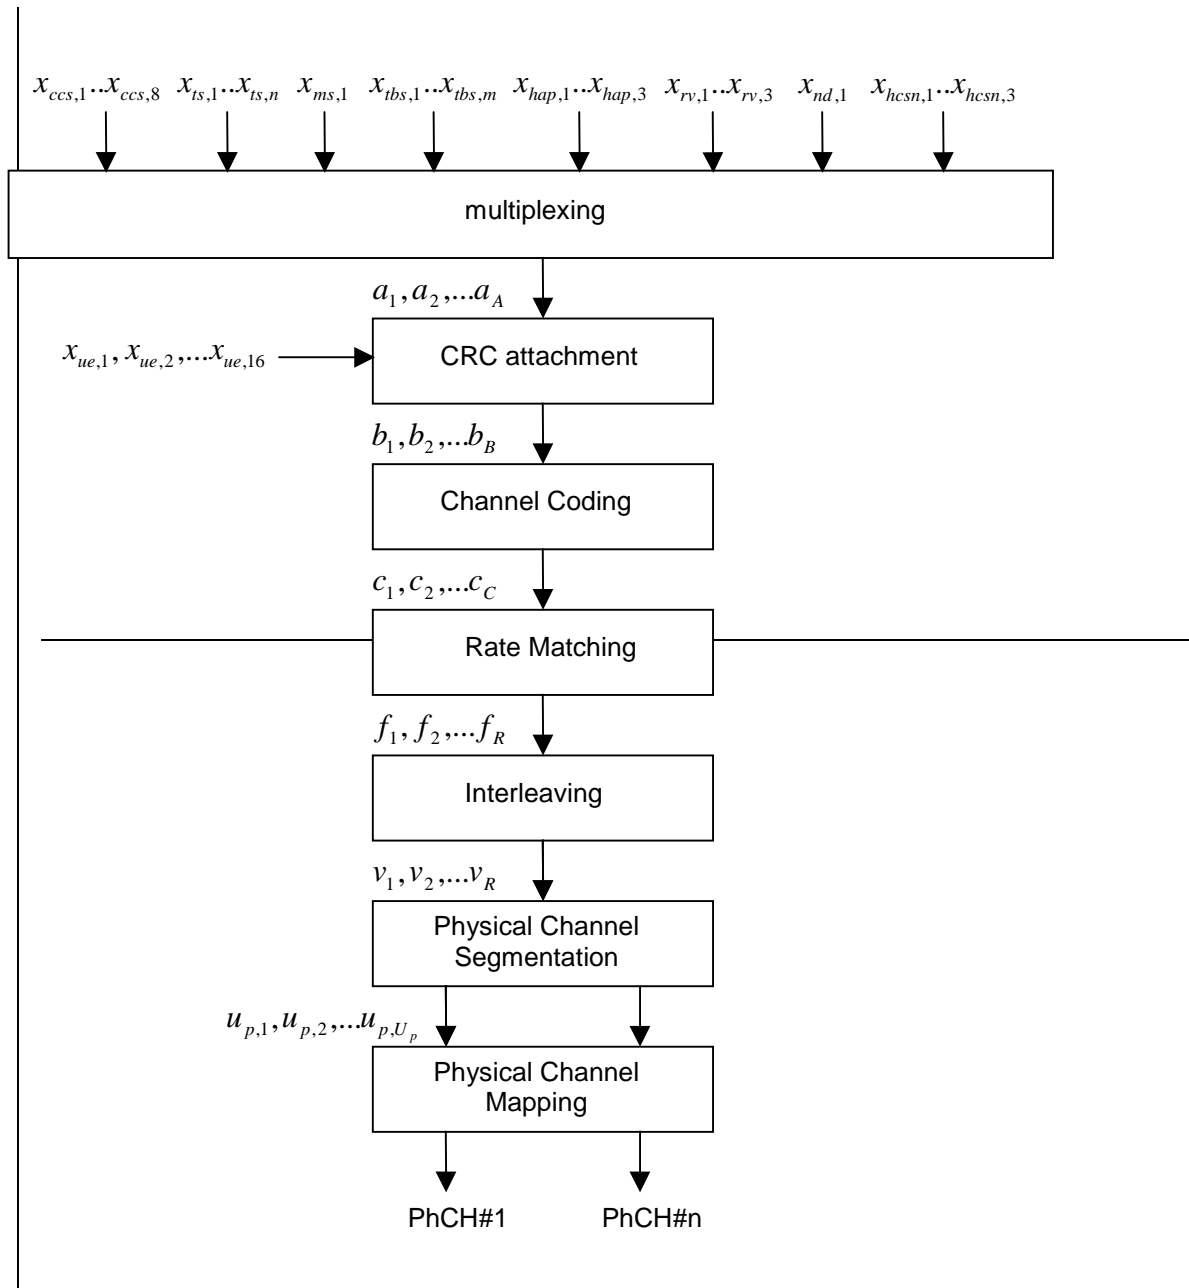 x_{ccs,1}..x_{ccs,8} x_{ts,1}..x_{ts,n} x_{ms,1} x_{tbs,1}..x_{tbs,m} x_{hap,1}..x_{hap,3} x_{rv,1}..x_{rv,3} x_{nd,1} x_{hcsn,1}..x_{hcsn,3}
multiplexing
a_1, a_2,...a_A
x_{ue,1}, x_{ue,2},...x_{ue,16}
CRC attachment
b_1, b_2,...b_B
Channel Coding
c_1, c_2,...c_C
Rate Matching
f_1, f_2,...f_R
Interleaving
v_1, v_2,...v_R
Physical Channel
Segmentation
u_{p,1}, u_{p,2},...u_{p,U_p}
Physical Channel
Mapping
PhCH#1 PhCH#n